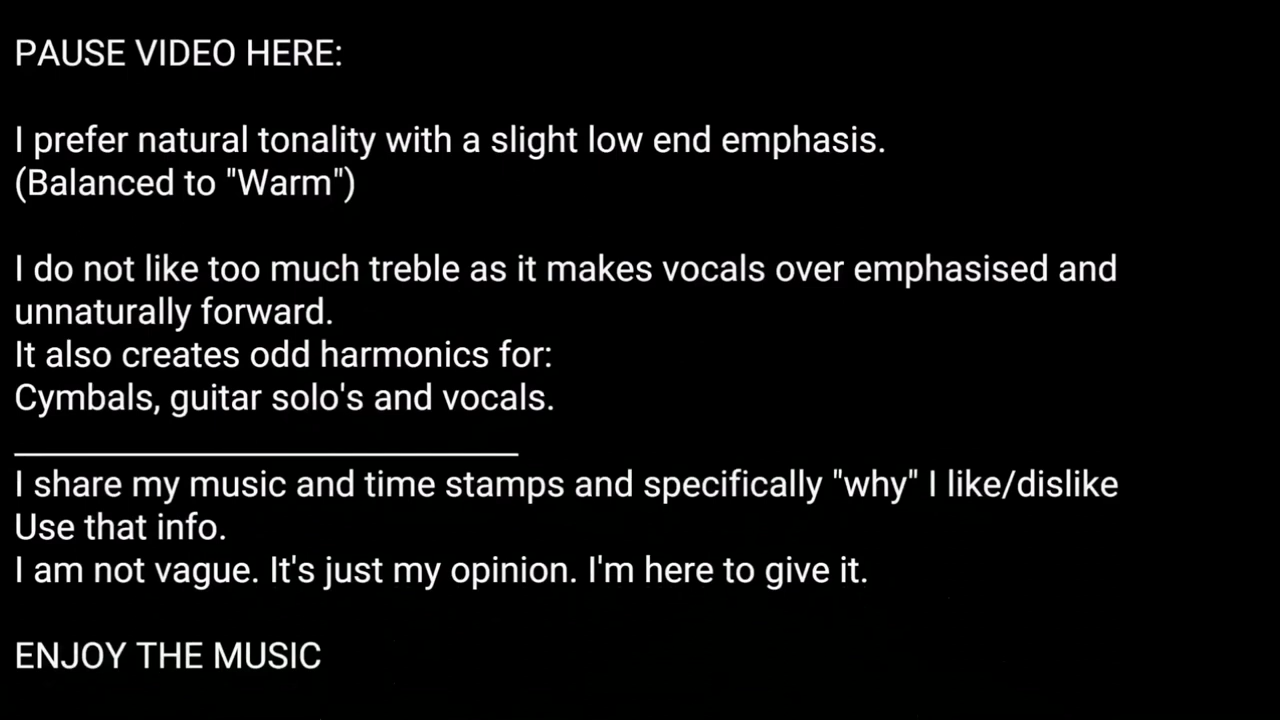 PAUSE VIDEO HERE:
I prefer natural tonality with a slight low end emphasis.
(Balanced to "Warm")
I do not like too much treble as it makes vocals over emphasised and
unnaturally forward.
It also creates odd harmonics for:
Cymbals, guitar solo's and vocals.
I share my music and time stamps and specifically "why" I like/dislike
Use that info.
I am not vague. It's just my opinion. I'm here to give it.
ENJOY THE MUSIC